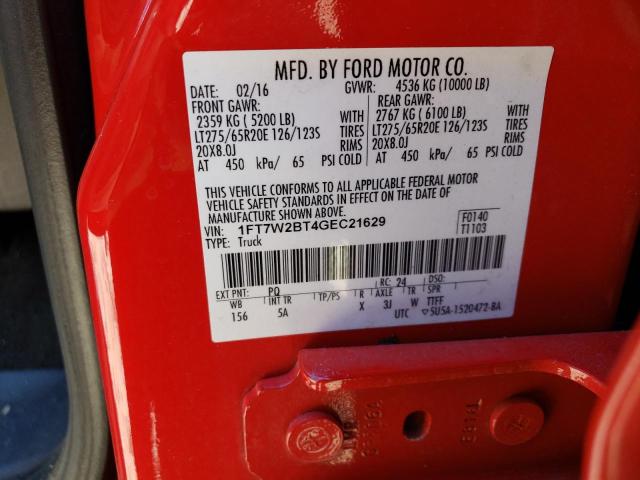 MFD. BY FORD MOTOR CO.
DATE: 02/16 GVWR: 4536 KG (10000 LB)
FRONT GAWR: REAR GAWR:
2359 KG ( 5200 LB) WITH 2767 KG ( 6100 LB) WITH
LT275/65R20E 126/123S TIRES LT275/65R20E 126/123S TIRES
20X8.0J RIMS 20X8.0J RIMS
AT 450 kPa/ 65 PSI COLD AT 450 kPa/ 65 PSI COLD
THIS VEHICLE CONFORMS TO ALL APPLICABLE FEDERAL MOTOR
VEHICLE SAFETY STANDARDS IN EFFECT ON THE DATE OF
MANUFACTURE SHOWN ABOVE.
VIN: 1FT7W2BT4GEC21629 F0140
TYPE: Truck T1103
RC: 24 DSO:
EXT PNT: PQ
WB INT TR TP/PS R AXLE TR SPR
156 5A X 3J W TTFF
UTC ▽5U5A-1520472-BA